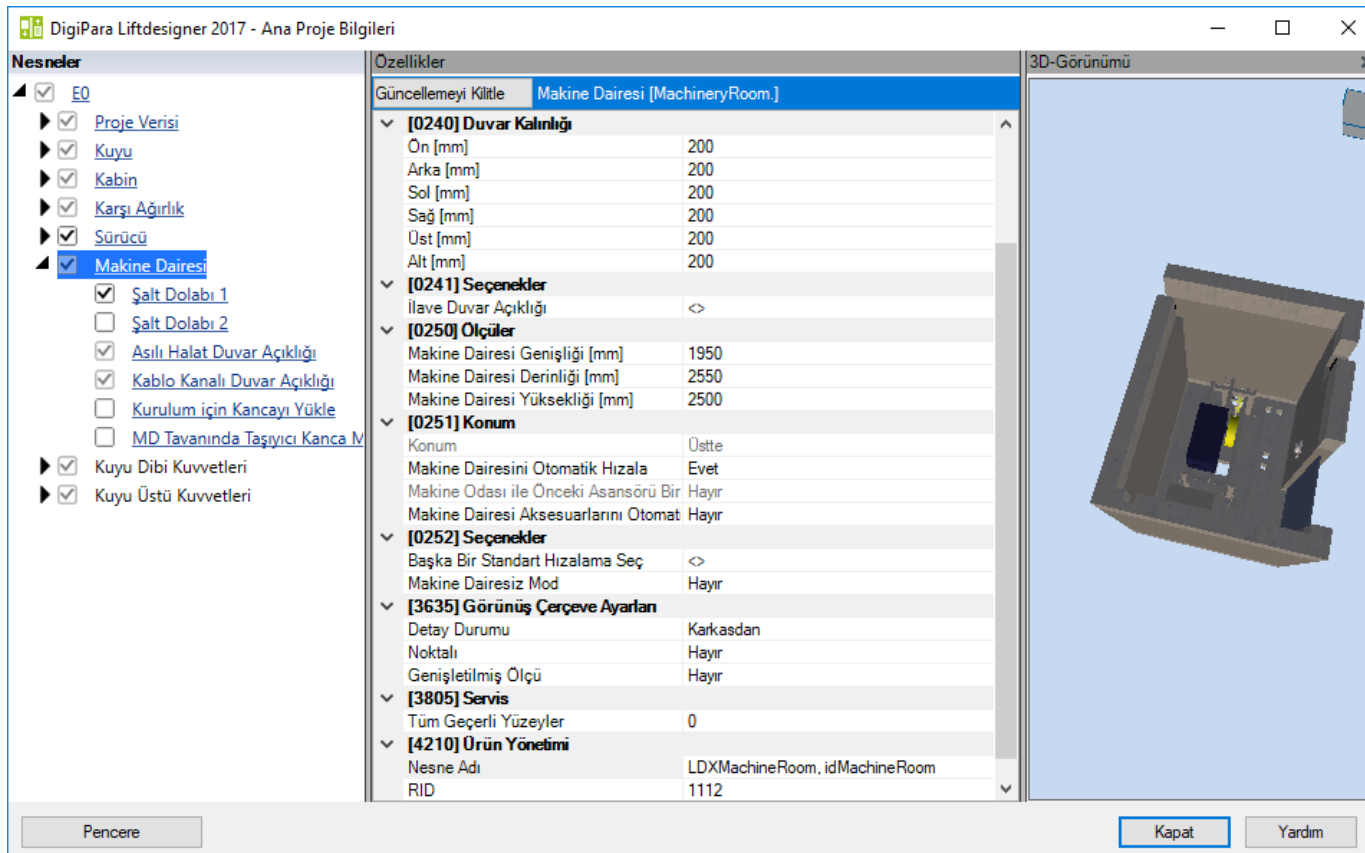 DigiPara Liftdesigner 2017 - Ana Proje Bilgileri
Nesneler
E0
Proje Verisi
Kuyu
Kabin
Karşı Ağırlık
Sürücü
Makine Dairesi
Şalt Dolabı 1
Şalt Dolabı 2
Asılı Halat Duvar Açıklığı
Kablo Kanalı Duvar Açıklığı
Kurulum için Kancayı Yükle
MD Tavanında Taşıyıcı Kanca M
Kuyu Dibi Kuvvetleri
Kuyu Üstü Kuvvetleri
Özellikler
Güncellemeyi Kilitle Makine Dairesi [MachineryRoom.]
[0240] Duvar Kalınlığı
Ön [mm] 200
Arka [mm] 200
Sol [mm] 200
Sağ [mm] 200
Üst [mm] 200
Alt [mm] 200
[0241] Seçenekler
İlave Duvar Açıklığı <>
[0250] Ölçüler
Makine Dairesi Genişliği [mm] 1950
Makine Dairesi Derinliği [mm] 2550
Makine Dairesi Yüksekliği [mm] 2500
[0251] Konum
Konum Üstte
Makine Dairesini Otomatik Hızala Evet
Makine Odası ile Önceki Asansörü Bir Hayır
Makine Dairesi Aksesuarlarını Otomati Hayır
[0252] Seçenekler
Başka Bir Standart Hızalama Seç <>
Makine Dairesiz Mod Hayır
[3635] Görünüş Çerçeve Ayarları
Detay Durumu Karkasdan
Noktalı Hayır
Genişletilmiş Ölçü Hayır
[3805] Servis
Tüm Geçerli Yüzeyler 0
[4210] Ürün Yönetimi
Nesne Adı LDXMachineRoom, idMachineRoom
RID 1112
3D-Görünümü
Pencere
Kapat
Yardım